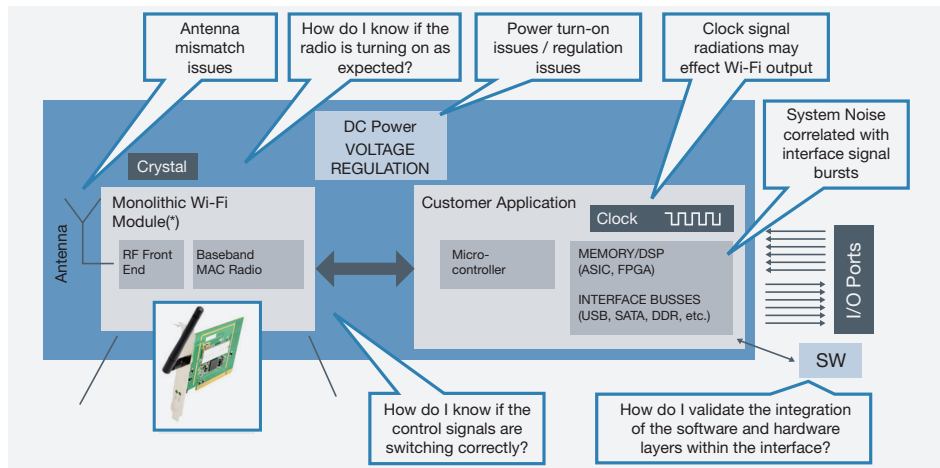 Antenna
mismatch
issues
How do I know if the
radio is turning on as
expected?
Power turn-on
issues / regulation
issues
Clock signal
radiations may
effect Wi-Fi output
System Noise
correlated with
interface signal
bursts
DC Power
VOLTAGE
REGULATION
Crystal
Antenna
Monolithic Wi-Fi
Module(*)
RF Front
End
Baseband
MAC Radio
Customer Application
Clock
Micro-
controller
MEMORY/DSP
(ASIC, FPGA)
INTERFACE BUSSES
(USB, SATA, DDR, etc.)
I/O Ports
SW
How do I know if the
control signals are
switching correctly?
How do I validate the integration
of the software and hardware
layers within the interface?